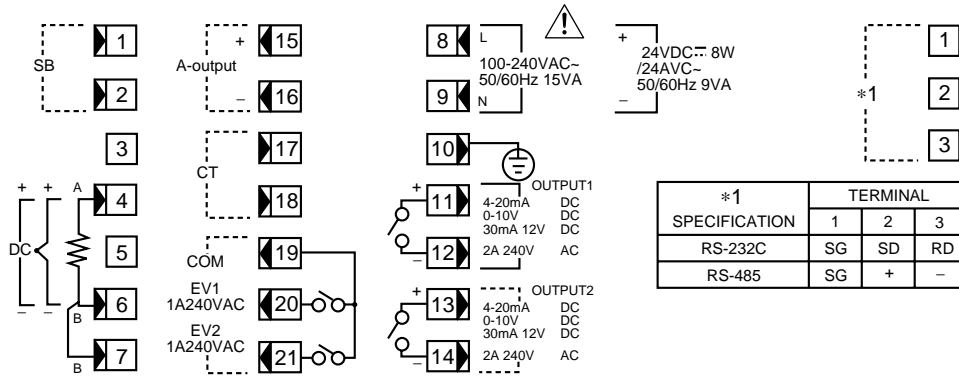 SB
1
2
3
DC
+ + A
4
5
6
– – B
7
B
A-output
+ 15
– 16
CT
17
18
COM
19
EV1
1A240VAC
20
EV2
1A240VAC
21
8 L
100-240VAC~
50/60Hz 15VA
9 N
+
24VDC⎓ 8W
/24AVC~
50/60Hz 9VA
–
10
OUTPUT1
+ 11
4-20mA DC
0-10V DC
30mA 12V DC
– 12
2A 240V AC
OUTPUT2
+ 13
4-20mA DC
0-10V DC
30mA 12V DC
– 14
2A 240V AC
∗1
1
2
3
∗1 TERMINAL
SPECIFICATION 1 2 3
RS-232C SG SD RD
RS-485 SG + –